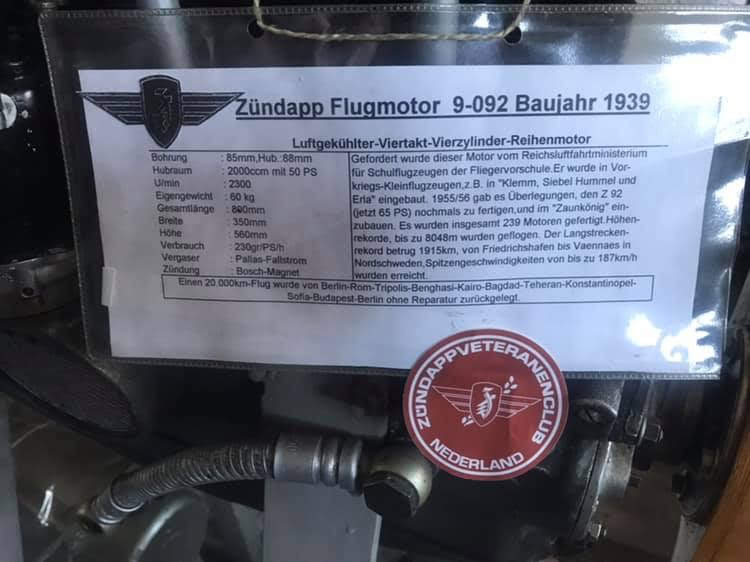 Zündapp Flugmotor 9-092 Baujahr 1939
Luftgekühlter-Viertakt-Vierzylinder-Reihenmotor
Bohrung : 85mm,Hub.:88mm
Hubraum : 2000ccm mit 50 PS
U/min : 2300
Eigengewicht : 60 kg
Gesamtlänge : 800mm
Breite : 350mm
Höhe : 560mm
Verbrauch : 230gr/PS/h
Vergaser : Pallas-Fallstrom
Zündung : Bosch-Magnet
Gefordert wurde dieser Motor vom Reichsluftfahrtministerium
für Schulflugzeugen der Fliegervorschule.Er wurde in Vor-
kriegs-Kleinflugzeugen,z.B. in "Klemm, Siebel Hummel und
Erla" eingebaut. 1955/56 gab es Überlegungen, den Z 92
(jetzt 65 PS) nochmals zu fertigen,und im "Zaunkönig" ein-
zubauen. Es wurden insgesamt 239 Motoren gefertigt.Höhen-
rekorde, bis zu 8048m wurden geflogen. Der Langstrecken-
rekord betrug 1915km, von Friedrichshafen bis Vaennaes in
Nordschweden,Spitzengeschwindigkeiten von bis zu 187km/h
wurden erreicht.
Einen 20.000km-Flug wurde von Berlin-Rom-Tripolis-Benghasi-Kairo-Bagdad-Teheran-Konstantinopel-
Sofia-Budapest-Berlin ohne Reparatur zurückgelegt.
ZÜNDAPPVETERANENCLUB
NEDERLAND